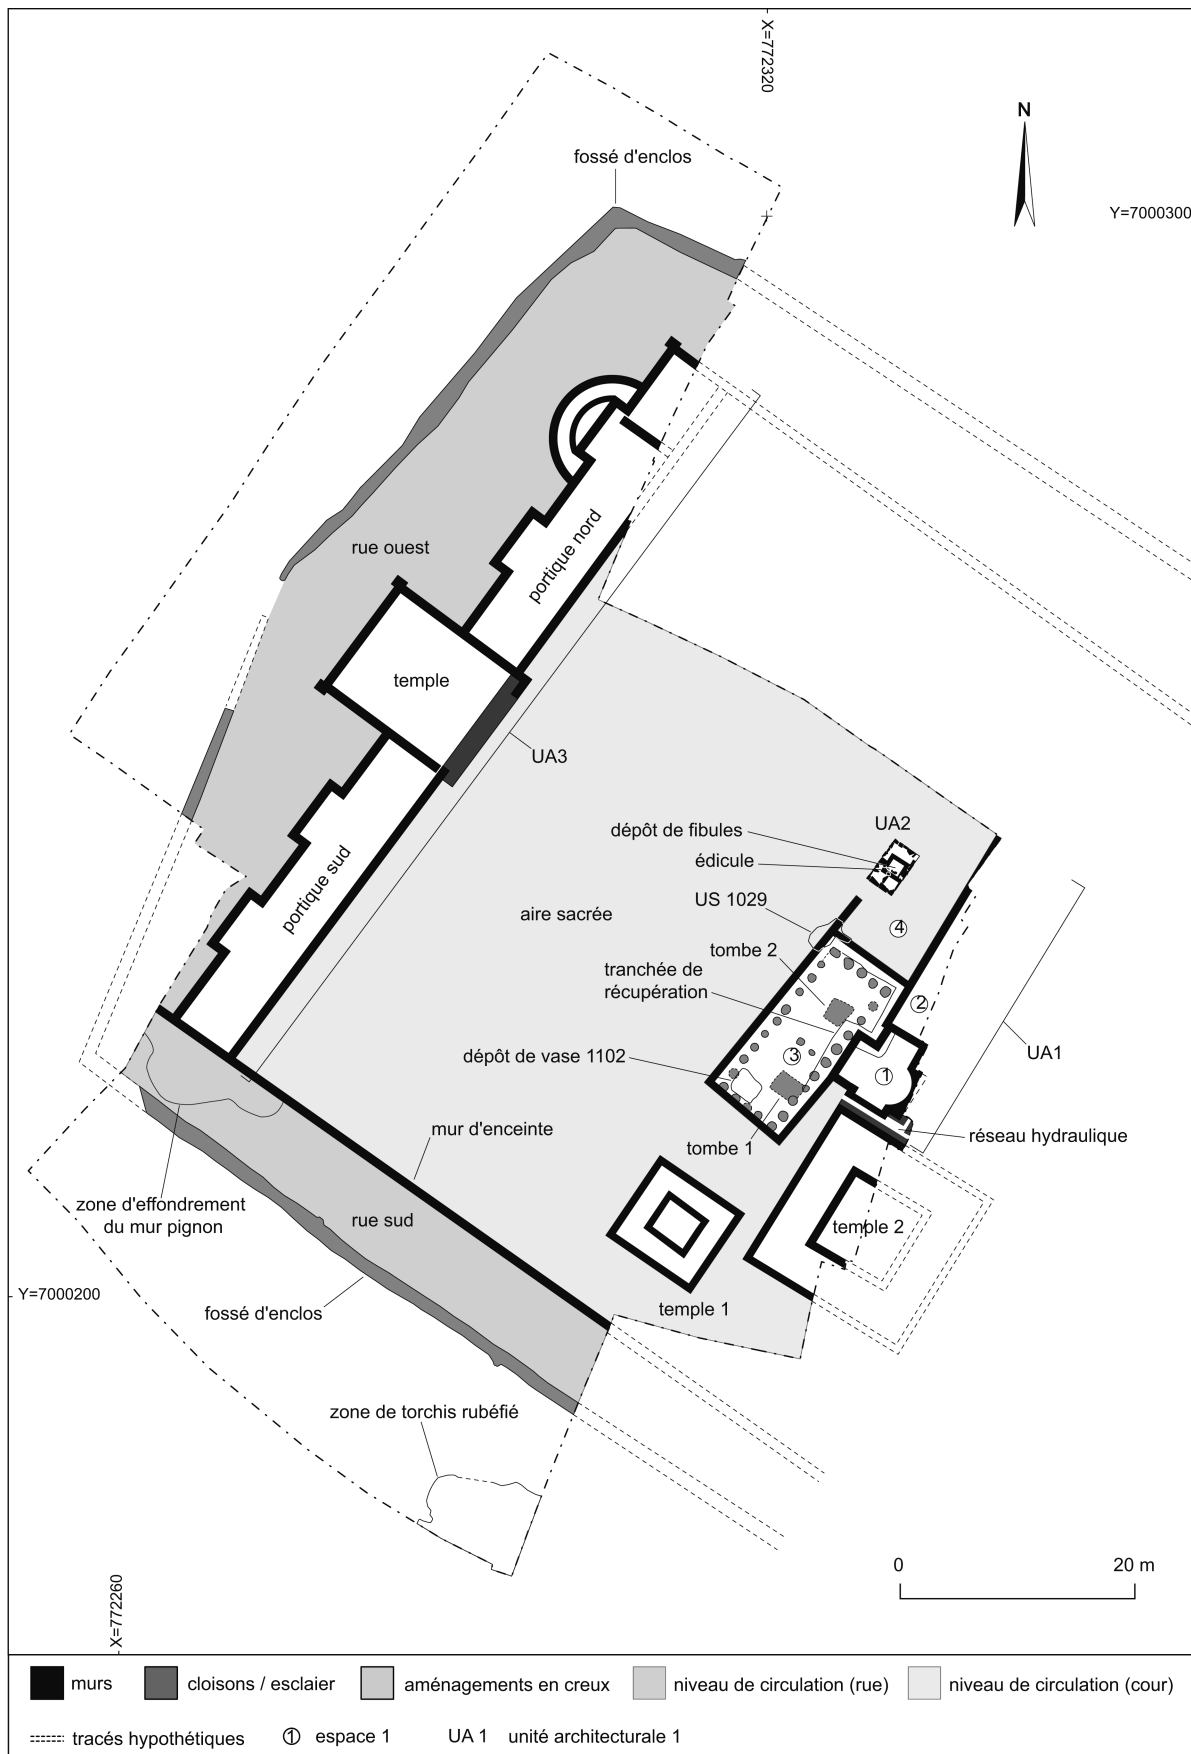 X=772320
N
fossé d'enclos
Y=7000300
rue ouest
portique nord
temple
UA3
UA2
dépôt de fibules
édicule
US 1029
portique sud
aire sacrée
4
tombe 2
tranchée de
récupération
2
dépôt de vase 1102
3
1
UA1
mur d'enceinte
tombe 1
réseau hydraulique
zone d'effondrement
du mur pignon
rue sud
temple 2
Y=7000200
fossé d'enclos
temple 1
zone de torchis rubéfié
0 20 m
X=772260
murs cloisons / esclaier aménagements en creux niveau de circulation (rue) niveau de circulation (cour)
tracés hypothétiques 1 espace 1 UA 1 unité architecturale 1